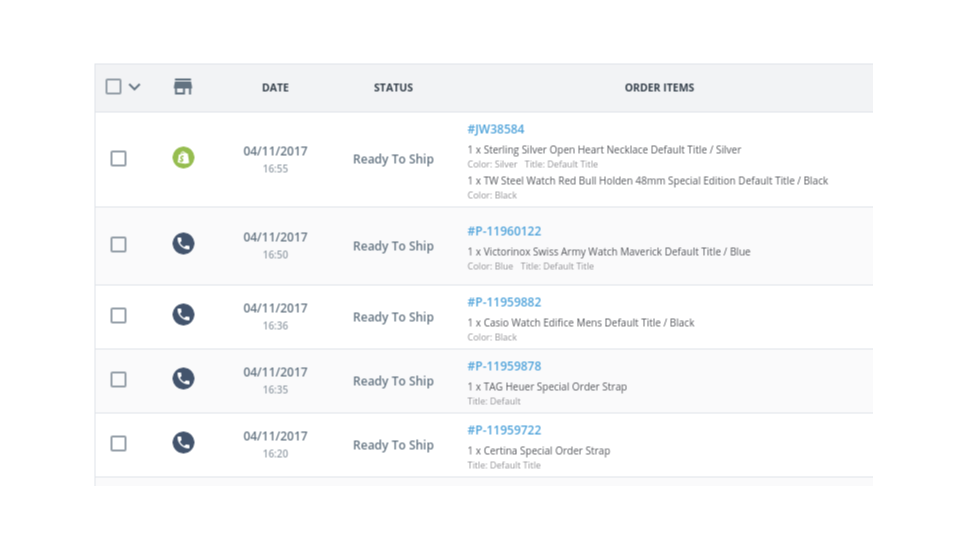 DATE STATUS ORDER ITEMS
#JW38584
04/11/2017
16:55
Ready To Ship
1 x Sterling Silver Open Heart Necklace Default Title / Silver
Color: Silver Title: Default Title
1 x TW Steel Watch Red Bull Holden 48mm Special Edition Default Title / Black
Color: Black
#P-11960122
04/11/2017
16:50
Ready To Ship
1 x Victorinox Swiss Army Watch Maverick Default Title / Blue
Color: Blue Title: Default Title
#P-11959882
04/11/2017
16:36
Ready To Ship
1 x Casio Watch Edifice Mens Default Title / Black
Color: Black
#P-11959878
04/11/2017
16:35
Ready To Ship
1 x TAG Heuer Special Order Strap
Title: Default
#P-11959722
04/11/2017
16:20
Ready To Ship
1 x Certina Special Order Strap
Title: Default Title